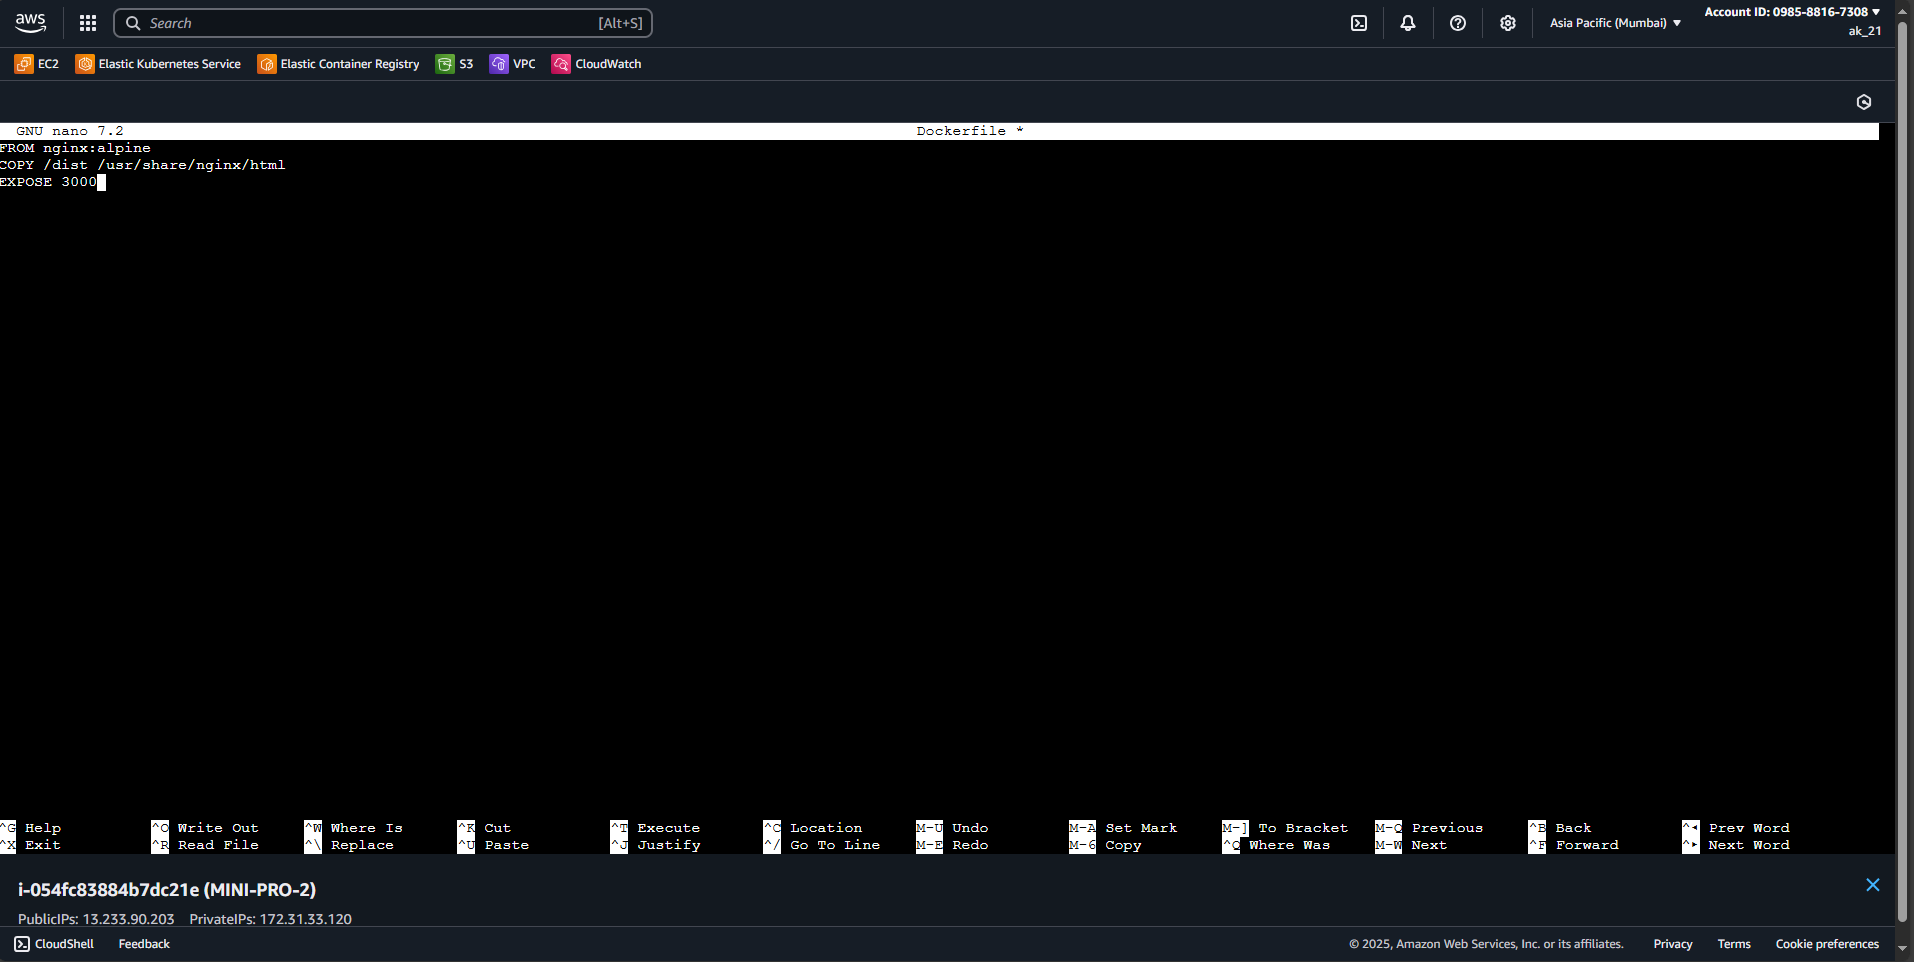 aws
Search [Alt+S]
Asia Pacific (Mumbai)
Account ID: 0985-8816-7308
ak_21
EC2 Elastic Kubernetes Service Elastic Container Registry S3 VPC CloudWatch
GNU nano 7.2 Dockerfile *
FROM nginx:alpine
COPY /dist /usr/share/nginx/html
EXPOSE 3000
^G Help ^O Write Out ^W Where Is ^K Cut ^T Execute ^C Location M-U Undo M-A Set Mark M-] To Bracket M-Q Previous ^B Back ^◂ Prev Word
^X Exit ^R Read File ^\ Replace ^U Paste ^J Justify ^/ Go To Line M-E Redo M-6 Copy ^Q Where Was M-W Next ^F Forward ^▸ Next Word
i-054fc83884b7dc21e (MINI-PRO-2)
PublicIPs: 13.233.90.203 PrivateIPs: 172.31.33.120
CloudShell Feedback © 2025, Amazon Web Services, Inc. or its affiliates. Privacy Terms Cookie preferences